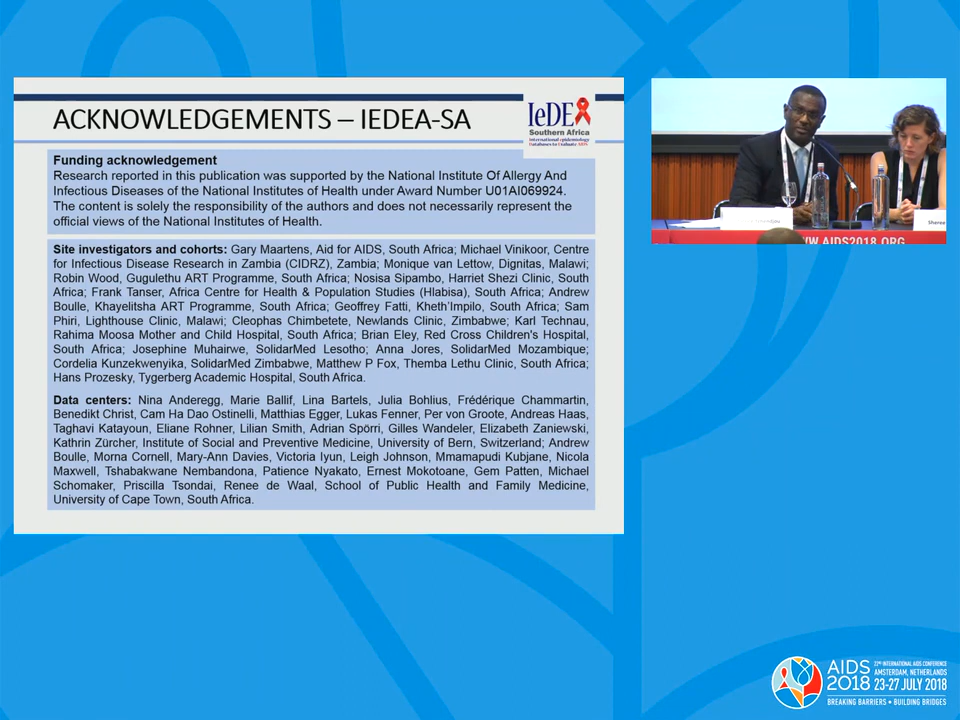 ACKNOWLEDGEMENTS – IEDEA-SA
IeDEA
Southern Africa
International epidemiology
Databases to Evaluate AIDS
Funding acknowledgement
Research reported in this publication was supported by the National Institute Of Allergy And
Infectious Diseases of the National Institutes of Health under Award Number U01AI069924.
The content is solely the responsibility of the authors and does not necessarily represent the
official views of the National Institutes of Health.
Site investigators and cohorts: Gary Maartens, Aid for AIDS, South Africa; Michael Vinikoor, Centre
for Infectious Disease Research in Zambia (CIDRZ), Zambia; Monique van Lettow, Dignitas, Malawi;
Robin Wood, Gugulethu ART Programme, South Africa; Nosisa Sipambo, Harriet Shezi Clinic, South
Africa; Frank Tanser, Africa Centre for Health & Population Studies (Hlabisa), South Africa; Andrew
Boulle, Khayelitsha ART Programme, South Africa; Geoffrey Fatti, Kheth'Impilo, South Africa; Sam
Phiri, Lighthouse Clinic, Malawi; Cleophas Chimbetete, Newlands Clinic, Zimbabwe; Karl Technau,
Rahima Moosa Mother and Child Hospital, South Africa; Brian Eley, Red Cross Children's Hospital,
South Africa; Josephine Muhairwe, SolidarMed Lesotho; Anna Jores, SolidarMed Mozambique;
Cordelia Kunzekwenyika, SolidarMed Zimbabwe, Matthew P Fox, Themba Lethu Clinic, South Africa;
Hans Prozesky, Tygerberg Academic Hospital, South Africa.
Data centers: Nina Anderegg, Marie Ballif, Lina Bartels, Julia Bohlius, Frédérique Chammartin,
Benedikt Christ, Cam Ha Dao Ostinelli, Matthias Egger, Lukas Fenner, Per von Groote, Andreas Haas,
Taghavi Katayoun, Eliane Rohner, Lilian Smith, Adrian Spörri, Gilles Wandeler, Elizabeth Zaniewski,
Kathrin Zürcher, Institute of Social and Preventive Medicine, University of Bern, Switzerland; Andrew
Boulle, Morna Cornell, Mary-Ann Davies, Victoria Iyun, Leigh Johnson, Mmamapudi Kubjane, Nicola
Maxwell, Tshabakwane Nembandona, Patience Nyakato, Ernest Mokotoane, Gem Patten, Michael
Schomaker, Priscilla Tsondai, Renee de Waal, School of Public Health and Family Medicine,
University of Cape Town, South Africa.
Sheree
WWW.AIDS2018.ORG
AIDS
2018
22ND INTERNATIONAL AIDS CONFERENCE
AMSTERDAM, NETHERLANDS
23-27 JULY 2018
BREAKING BARRIERS • BUILDING BRIDGES